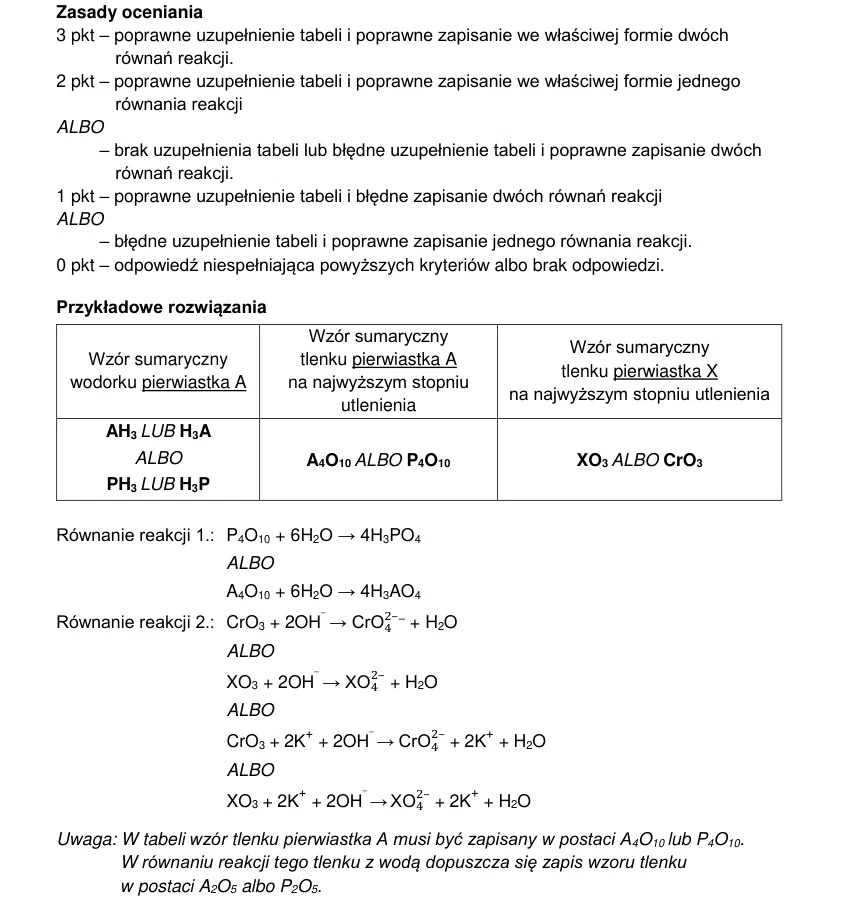 Zasady oceniania
3 pkt – poprawne uzupełnienie tabeli i poprawne zapisanie we właściwej formie dwóch
równań reakcji.
2 pkt – poprawne uzupełnienie tabeli i poprawne zapisanie we właściwej formie jednego
równania reakcji
ALBO
– brak uzupełnienia tabeli lub błędne uzupełnienie tabeli i poprawne zapisanie dwóch
równań reakcji.
1 pkt – poprawne uzupełnienie tabeli i błędne zapisanie dwóch równań reakcji
ALBO
– błędne uzupełnienie tabeli i poprawne zapisanie jednego równania reakcji.
0 pkt – odpowiedź niespełniająca powyższych kryteriów albo brak odpowiedzi.
Przykładowe rozwiązania
Wzór sumaryczny
wodorku pierwiastka A
Wzór sumaryczny
tlenku pierwiastka A
na najwyższym stopniu
utlenienia
Wzór sumaryczny
tlenku pierwiastka X
na najwyższym stopniu utlenienia
AH₃ LUB H₃A
ALBO
PH₃ LUB H₃P
A₄O₁₀ ALBO P₄O₁₀
XO₃ ALBO CrO₃
Równanie reakcji 1.: P₄O₁₀ + 6H₂O → 4H₃PO₄
ALBO
A₄O₁₀ + 6H₂O → 4H₃AO₄
Równanie reakcji 2.: CrO₃ + 2OH⁻ → CrO₄²⁻⁻ + H₂O
ALBO
XO₃ + 2OH⁻ → XO₄²⁻ + H₂O
ALBO
CrO₃ + 2K⁺ + 2OH⁻ → CrO₄²⁻ + 2K⁺ + H₂O
ALBO
XO₃ + 2K⁺ + 2OH⁻ → XO₄²⁻ + 2K⁺ + H₂O
Uwaga: W tabeli wzór tlenku pierwiastka A musi być zapisany w postaci A₄O₁₀ lub P₄O₁₀.
W równaniu reakcji tego tlenku z wodą dopuszcza się zapis wzoru tlenku
w postaci A₂O₅ albo P₂O₅.